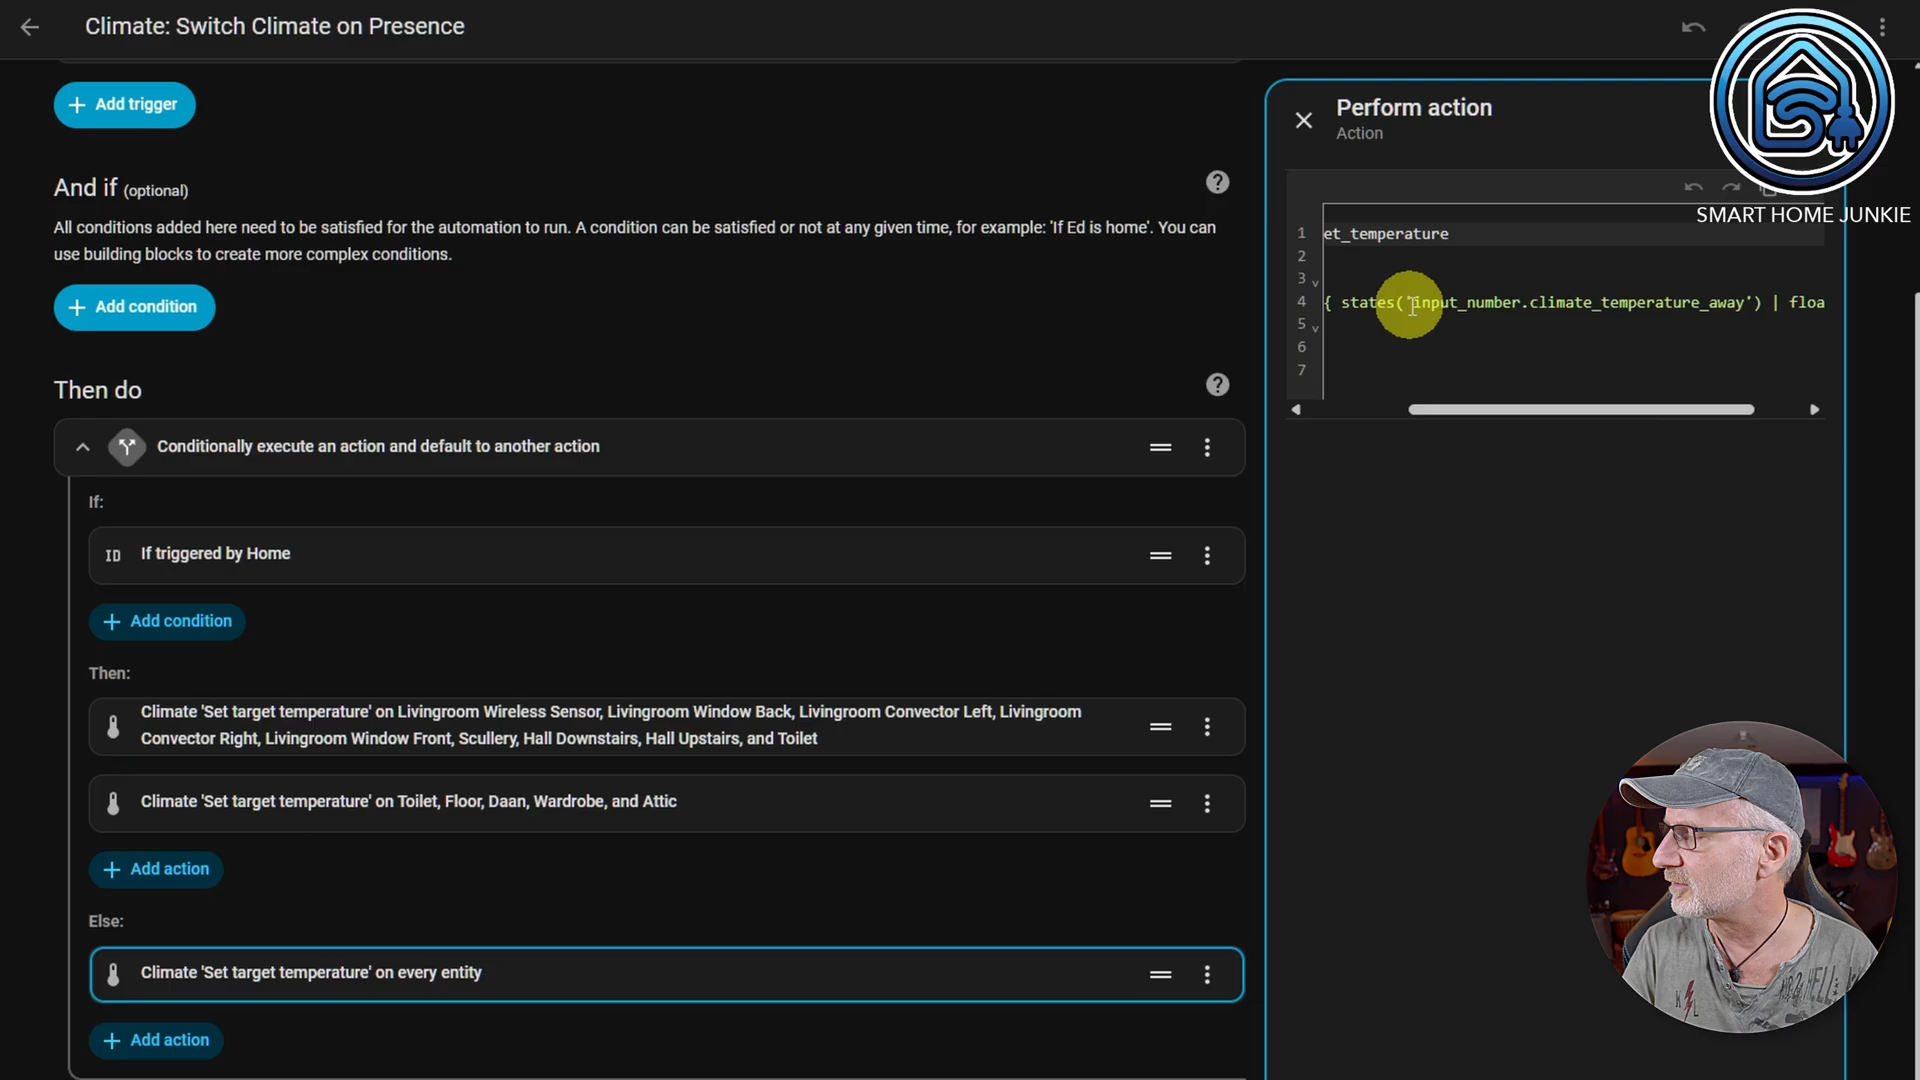 Climate: Switch Climate on Presence
SMART HOME JUNKIE
Add trigger
And if (optional)
All conditions added here need to be satisfied for the automation to run. A condition can be satisfied or not at any given time, for example: 'If Ed is home'. You can
use building blocks to create more complex conditions.
Add condition
Then do
Conditionally execute an action and default to another action
If:
ID If triggered by Home
Add condition
Then:
Climate 'Set target temperature' on Livingroom Wireless Sensor, Livingroom Window Back, Livingroom Convector Left, Livingroom
Convector Right, Livingroom Window Front, Scullery, Hall Downstairs, Hall Upstairs, and Toilet
Climate 'Set target temperature' on Toilet, Floor, Daan, Wardrobe, and Attic
Add action
Else:
Climate 'Set target temperature' on every entity
Add action
Perform action
Action
1 et_temperature
2
3
4 { states('input_number.climate_temperature_away') | floa
5
6
7